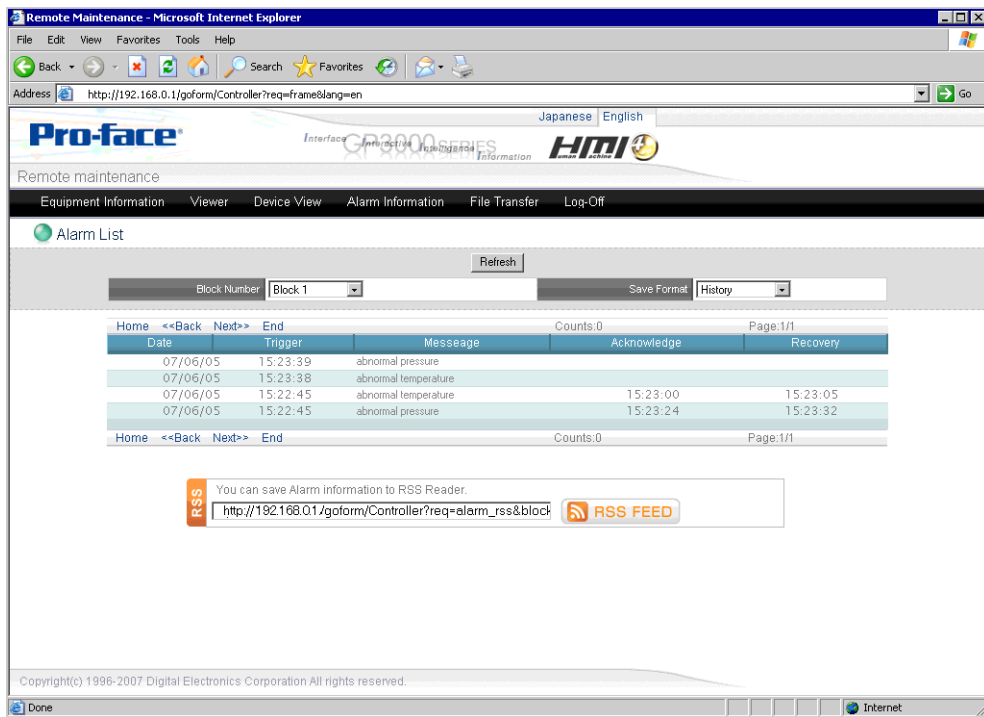 Remote Maintenance - Microsoft Internet Explorer
File Edit View Favorites Tools Help
Back Search Favorites
Address http://192.168.0.1/goform/Controller?req=frame&lang=en Go
Japanese English
Pro-face
Interface GP3000 Interactive Intelligence SERIES Information
HMI
Human Machine
Remote maintenance
Equipment Information Viewer Device View Alarm Information File Transfer Log-Off
Alarm List
Refresh
Block Number Block 1 Save Format History
Home <<Back Next>> End Counts:0 Page:1/1
Date Trigger Messeage Acknowledge Recovery
07/06/05 15:23:39 abnormal pressure
07/06/05 15:23:38 abnormal temperature
07/06/05 15:22:45 abnormal temperature 15:23:00 15:23:05
07/06/05 15:22:45 abnormal pressure 15:23:24 15:23:32
Home <<Back Next>> End Counts:0 Page:1/1
RSS
You can save Alarm information to RSS Reader.
http://192.168.0.1/goform/Controller?req=alarm_rss&block
RSS FEED
Copyright(c) 1996-2007 Digital Electronics Corporation All rights reserved.
Done Internet